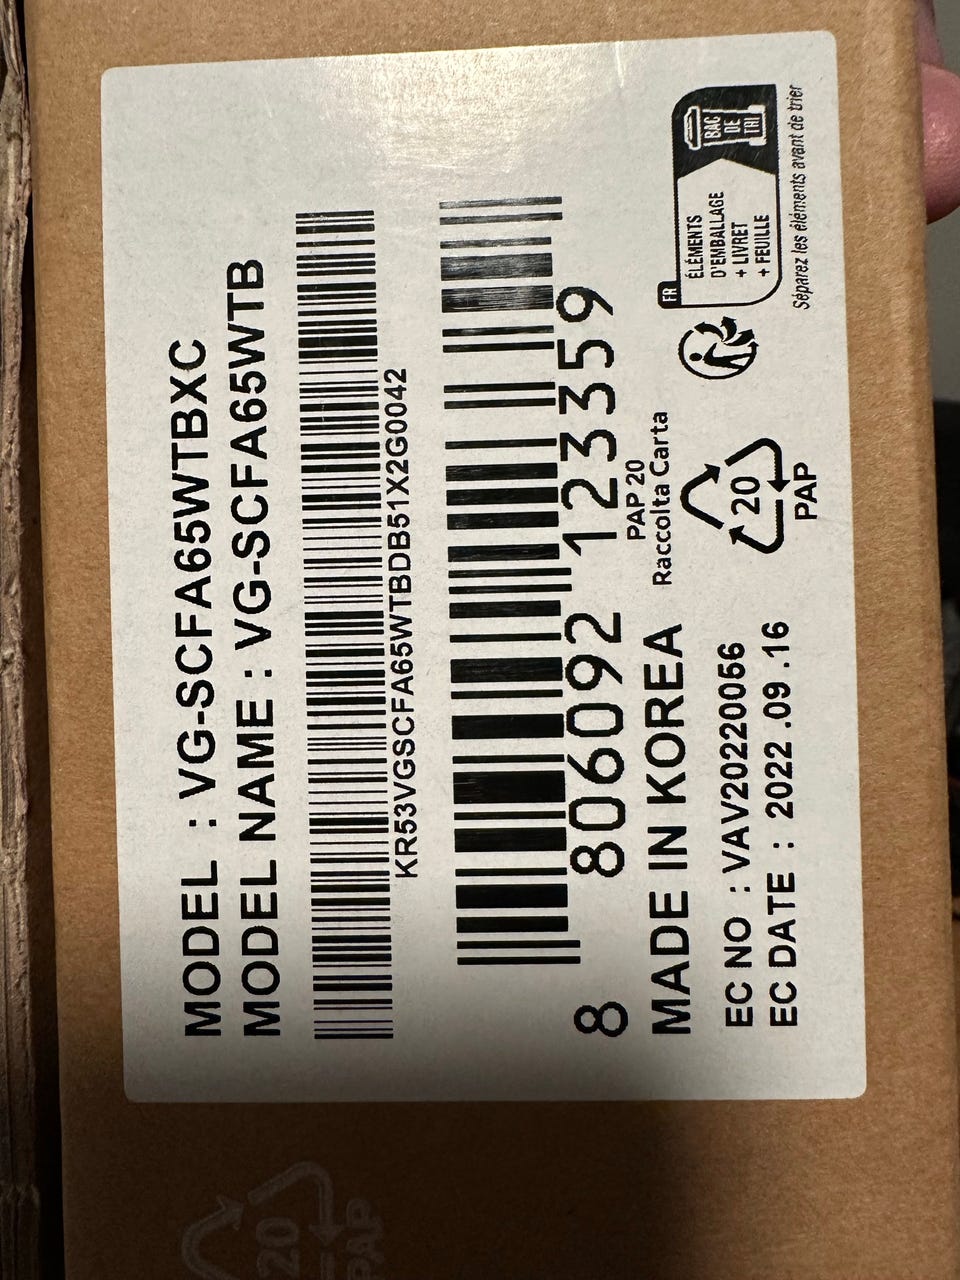 MODEL : VG-SCFA65WTBXC
MODEL NAME : VG-SCFA65WTB
KR53VGSCFA65WTBDB51X2G0042
8 806092 123359
MADE IN KOREA
PAP 20
Raccolta Carta
EC NO : VAV20220056
EC DATE : 2022 .09 .16
20
PAP
FR
ÉLÉMENTS
D'EMBALLAGE
+ LIVRET
+ FEUILLE
BAC
DE
TRI
Séparez les éléments avant de trier
20
PAP